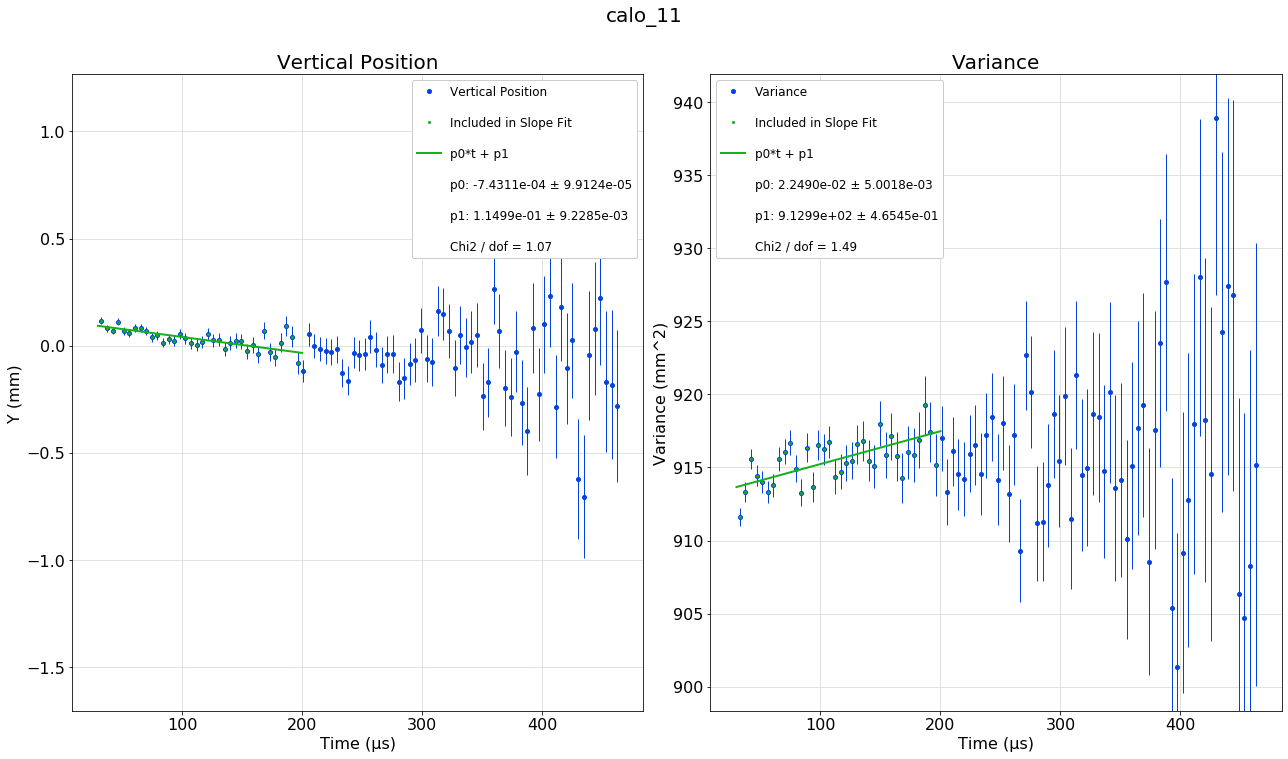 calo_11
Vertical Position
Vertical Position
Included in Slope Fit
p0*t + p1
p0: -7.4311e-04 ± 9.9124e-05
p1: 1.1499e-01 ± 9.2285e-03
Chi2 / dof = 1.07
1.0
0.5
0.0
−0.5
−1.0
−1.5
Y (mm)
100
200
300
400
Time (μs)
Variance
Variance
Included in Slope Fit
p0*t + p1
p0: 2.2490e-02 ± 5.0018e-03
p1: 9.1299e+02 ± 4.6545e-01
Chi2 / dof = 1.49
940
935
930
925
920
915
910
905
900
Variance (mm^2)
100
200
300
400
Time (μs)